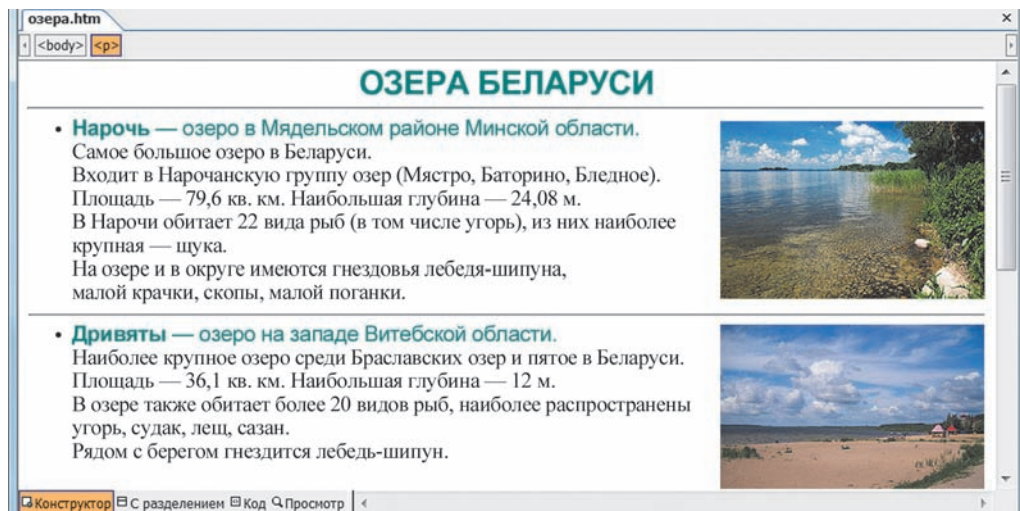 озера.htm
<body> <p>
ОЗЕРА БЕЛАРУСИ
• Нарочь — озеро в Мядельском районе Минской области.
Самое большое озеро в Беларуси.
Входит в Нарочанскую группу озер (Мястро, Баторино, Бледное).
Площадь — 79,6 кв. км. Наибольшая глубина — 24,08 м.
В Нарочи обитает 22 вида рыб (в том числе угорь), из них наиболее
крупная — щука.
На озере и в округе имеются гнездовья лебедя-шипуна,
малой крачки, скопы, малой поганки.
• Дривяты — озеро на западе Витебской области.
Наиболее крупное озеро среди Браславских озер и пятое в Беларуси.
Площадь — 36,1 кв. км. Наибольшая глубина — 12 м.
В озере также обитает более 20 видов рыб, наиболее распространены
угорь, судак, лещ, сазан.
Рядом с берегом гнездится лебедь-шипун.
Конструктор С разделением Код Просмотр